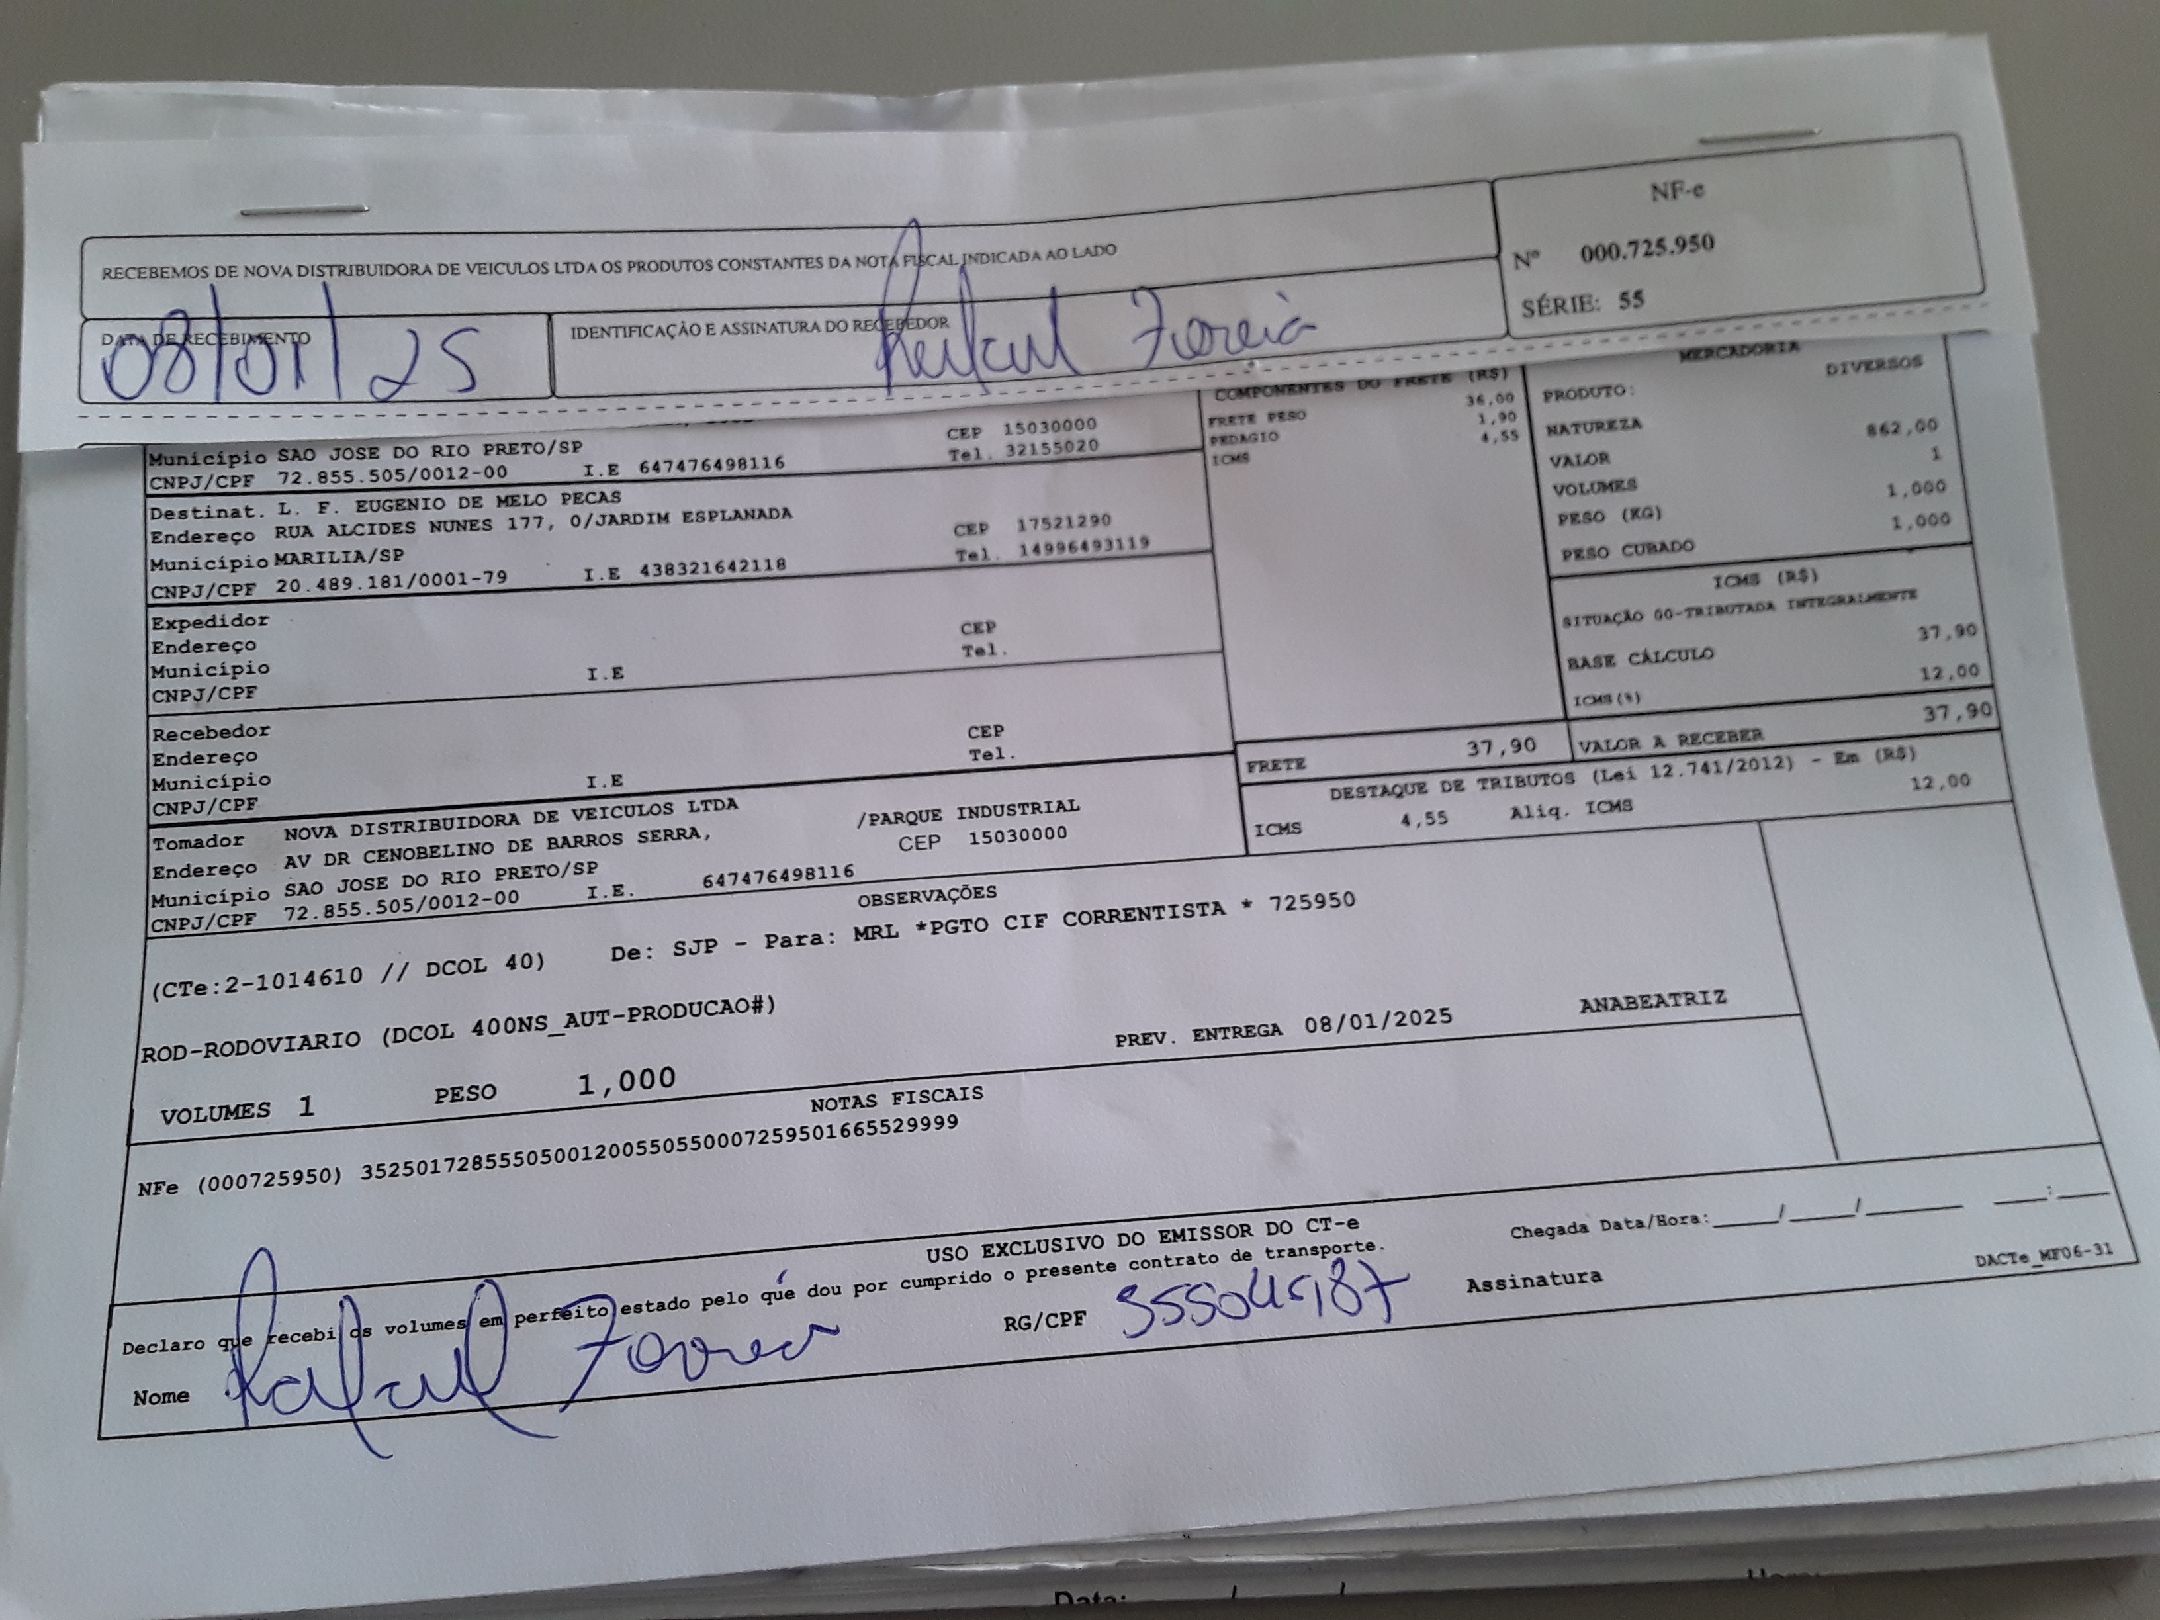 RECEBEMOS DE NOVA DISTRIBUIDORA DE VEICULOS LTDA OS PRODUTOS CONSTANTES DA NOTA FISCAL INDICADA AO LADO
NF-e
Nº 000.725.950
SÉRIE: 55
DATA DE RECEBIMENTO
08/01/25
IDENTIFICAÇÃO E ASSINATURA DO RECEBEDOR
Município SAO JOSE DO RIO PRETO/SP CEP 15030000
CNPJ/CPF 72.855.505/0012-00 I.E 647476498116 Tel. 32155020
Destinat. L. F. EUGENIO DE MELO PECAS
Endereço RUA ALCIDES NUNES 177, 0/JARDIM ESPLANADA
Município MARILIA/SP CEP 17521290
CNPJ/CPF 20.489.181/0001-79 I.E 438321642118 Tel. 14996493119
Expedidor
Endereço CEP
Município Tel.
CNPJ/CPF I.E
Recebedor
Endereço CEP
Município Tel.
CNPJ/CPF I.E
Tomador NOVA DISTRIBUIDORA DE VEICULOS LTDA
Endereço AV DR CENOBELINO DE BARROS SERRA, /PARQUE INDUSTRIAL
Município SAO JOSE DO RIO PRETO/SP CEP 15030000
CNPJ/CPF 72.855.505/0012-00 I.E. 647476498116
COMPONENTES DO FRETE (R$)
FRETE PESO 36,00
PEDAGIO 1,90
ICMS 4,55
FRETE 37,90
MERCADORIA
PRODUTO: DIVERSOS
NATUREZA
VALOR 862,00
VOLUMES 1
PESO (KG) 1,000
PESO CUBADO 1,000
ICMS (R$)
SITUAÇÃO 00-TRIBUTADA INTEGRALMENTE
BASE CÁLCULO 37,90
ICMS(%) 12,00
VALOR A RECEBER 37,90
DESTAQUE DE TRIBUTOS (Lei 12.741/2012) - Em (R$)
ICMS 4,55 Aliq. ICMS 12,00
OBSERVAÇÕES
(CTe:2-1014610 // DCOL 40) De: SJP - Para: MRL *PGTO CIF CORRENTISTA * 725950
ROD-RODOVIARIO (DCOL 400NS_AUT-PRODUCAO#)
PREV. ENTREGA 08/01/2025 ANABEATRIZ
VOLUMES 1 PESO 1,000
NOTAS FISCAIS
NFe (000725950) 35250172855505001200550550007259501665529999
USO EXCLUSIVO DO EMISSOR DO CT-e
Declaro que recebi os volumes em perfeito estado pelo que dou por cumprido o presente contrato de transporte.
Chegada Data/Hora:____/____/______ ___:___
Nome Rafael
RG/CPF
Assinatura
DACTe_MF06-31
Data: